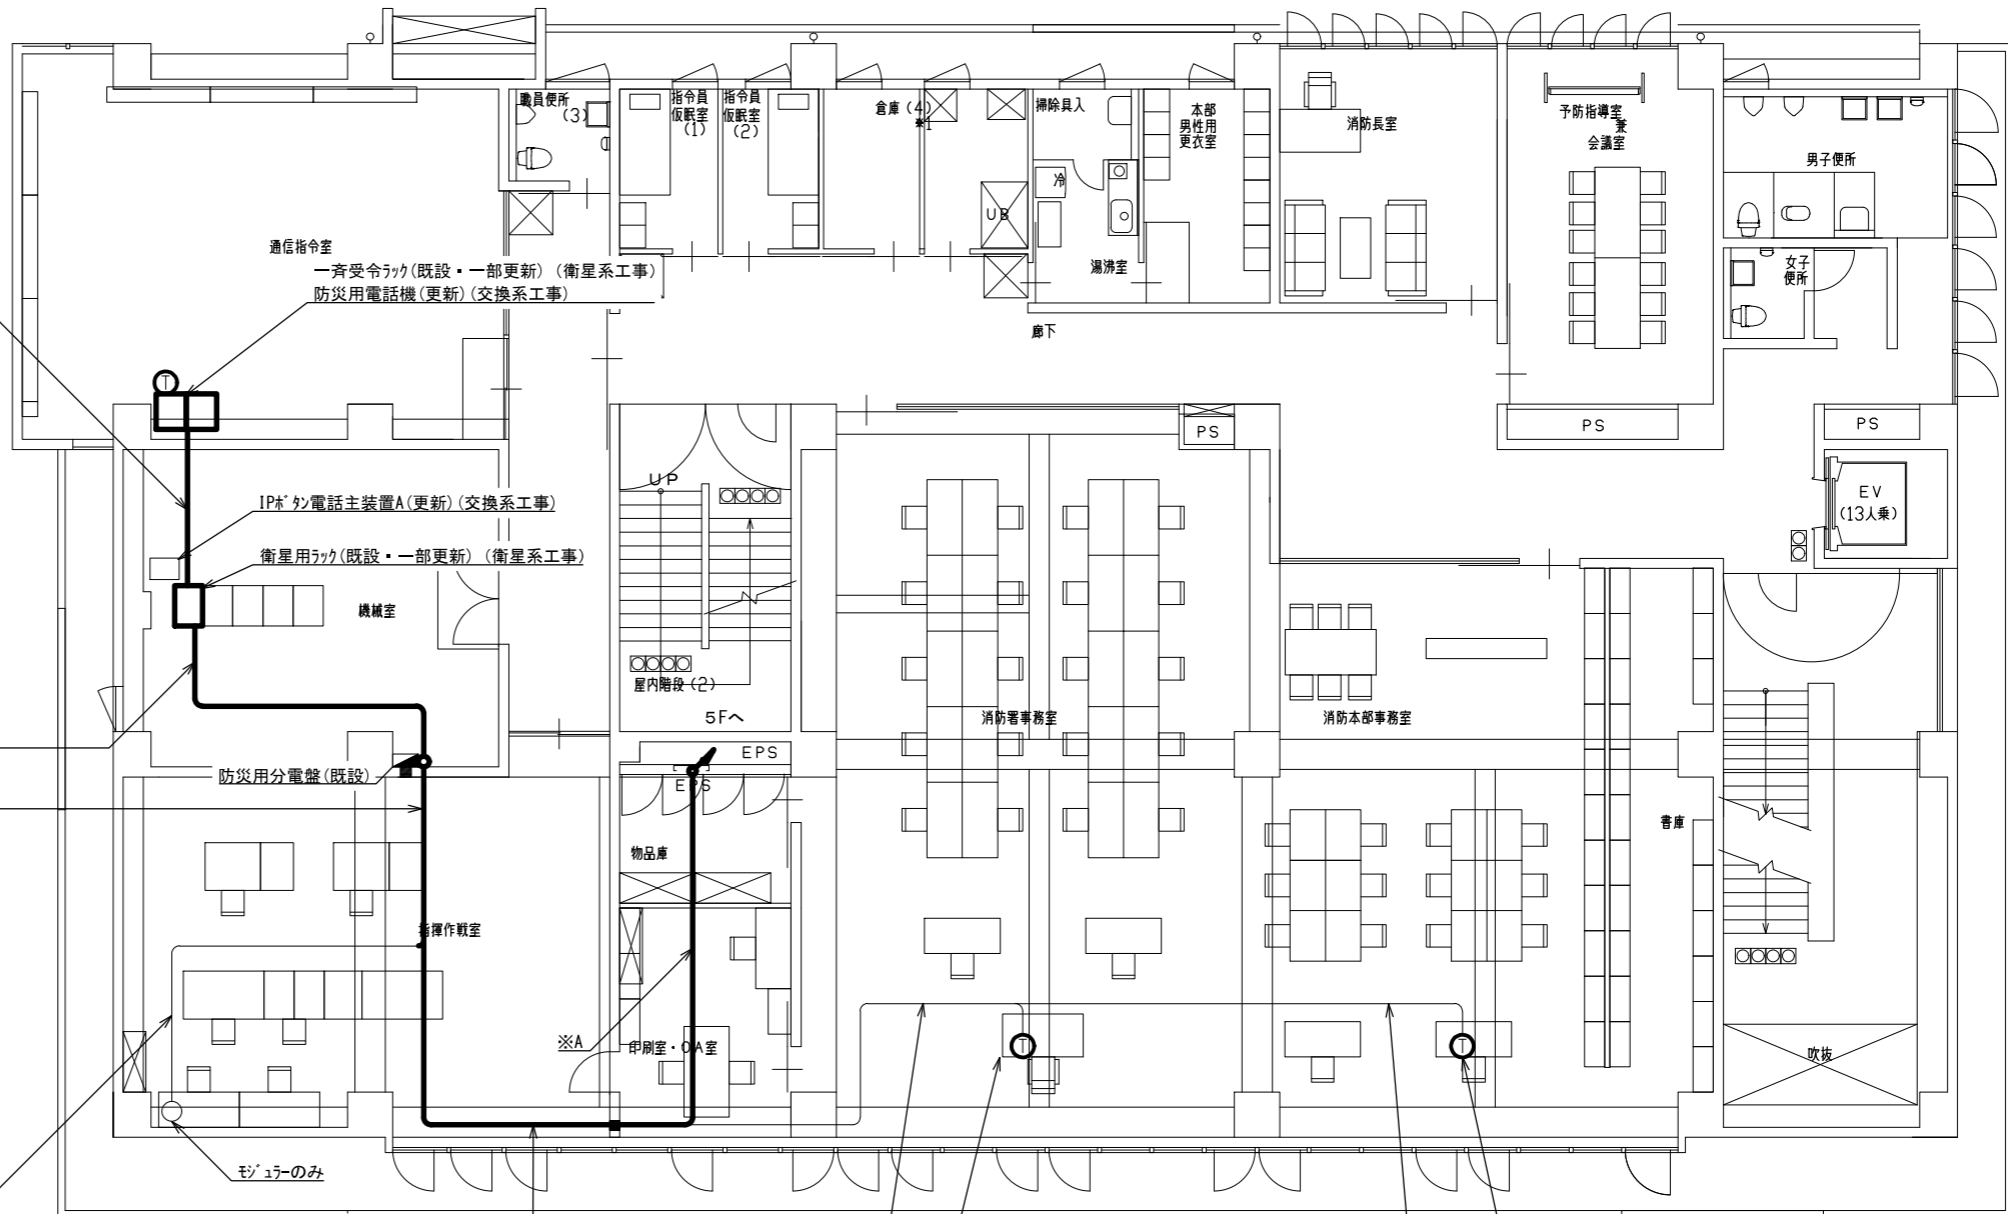 職員便所
(3)
指令員
仮眠室
(1)
指令員
仮眠室
(2)
倉庫(4)
※1
掃除具入
本部
男性用
更衣室
消防長室
予防指導室
兼
会議室
男子便所
冷
UB
通信指令室
一斉受令ﾗｯｸ(既設・一部更新)(衛星系工事)
防災用電話機(更新)(交換系工事)
湯沸室
女子
便所
廊下
T
PS
PS
PS
UP
EV
(13人乗)
IPﾎﾞﾀﾝ電話主装置A(更新)(交換系工事)
衛星用ﾗｯｸ(既設・一部更新)(衛星系工事)
機械室
屋内階段(2)
5Fへ
消防署事務室
消防本部事務室
EPS
防災用分電盤(既設)
EPS
書庫
物品庫
指揮作戦室
※A
印刷室・OA室
T
T
吹抜
ﾓｼﾞｭﾗｰのみ